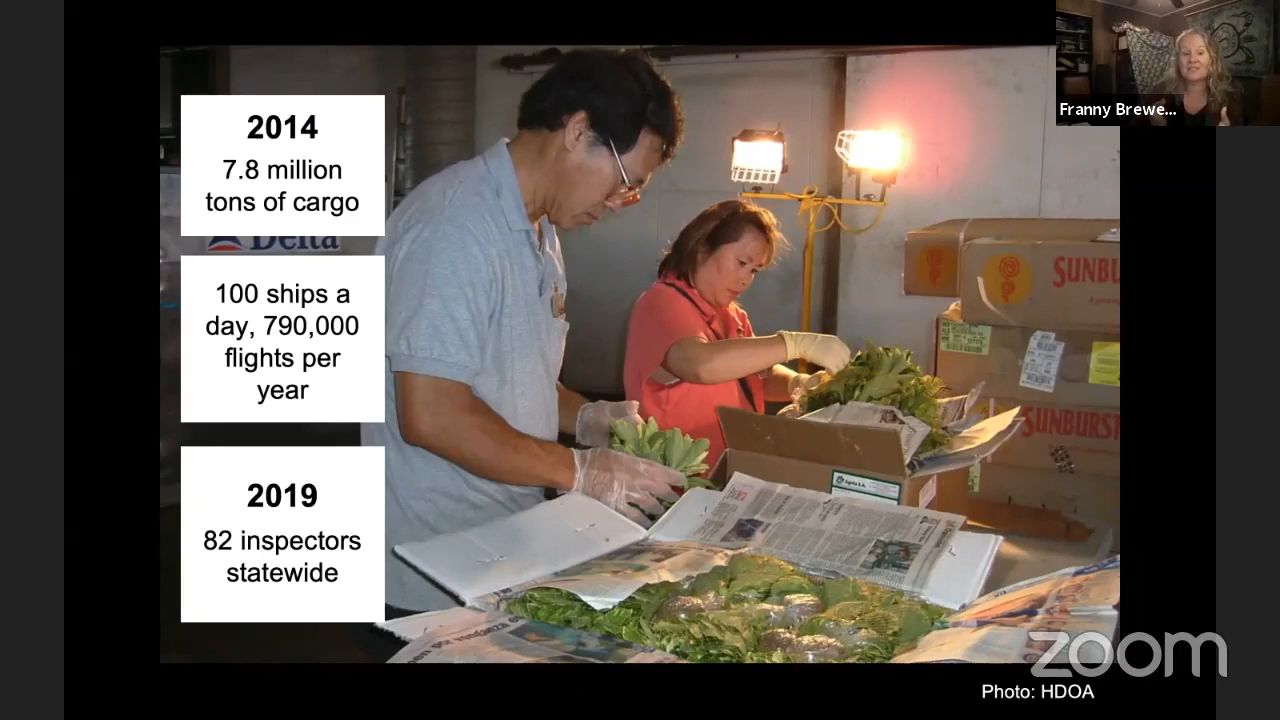 Franny Brewe...
2014
7.8 million
tons of cargo
Delta
100 ships a
day, 790,000
flights per
year
2019
82 inspectors
statewide
SUNBU
SUNBURST
zoom
Photo: HDOA